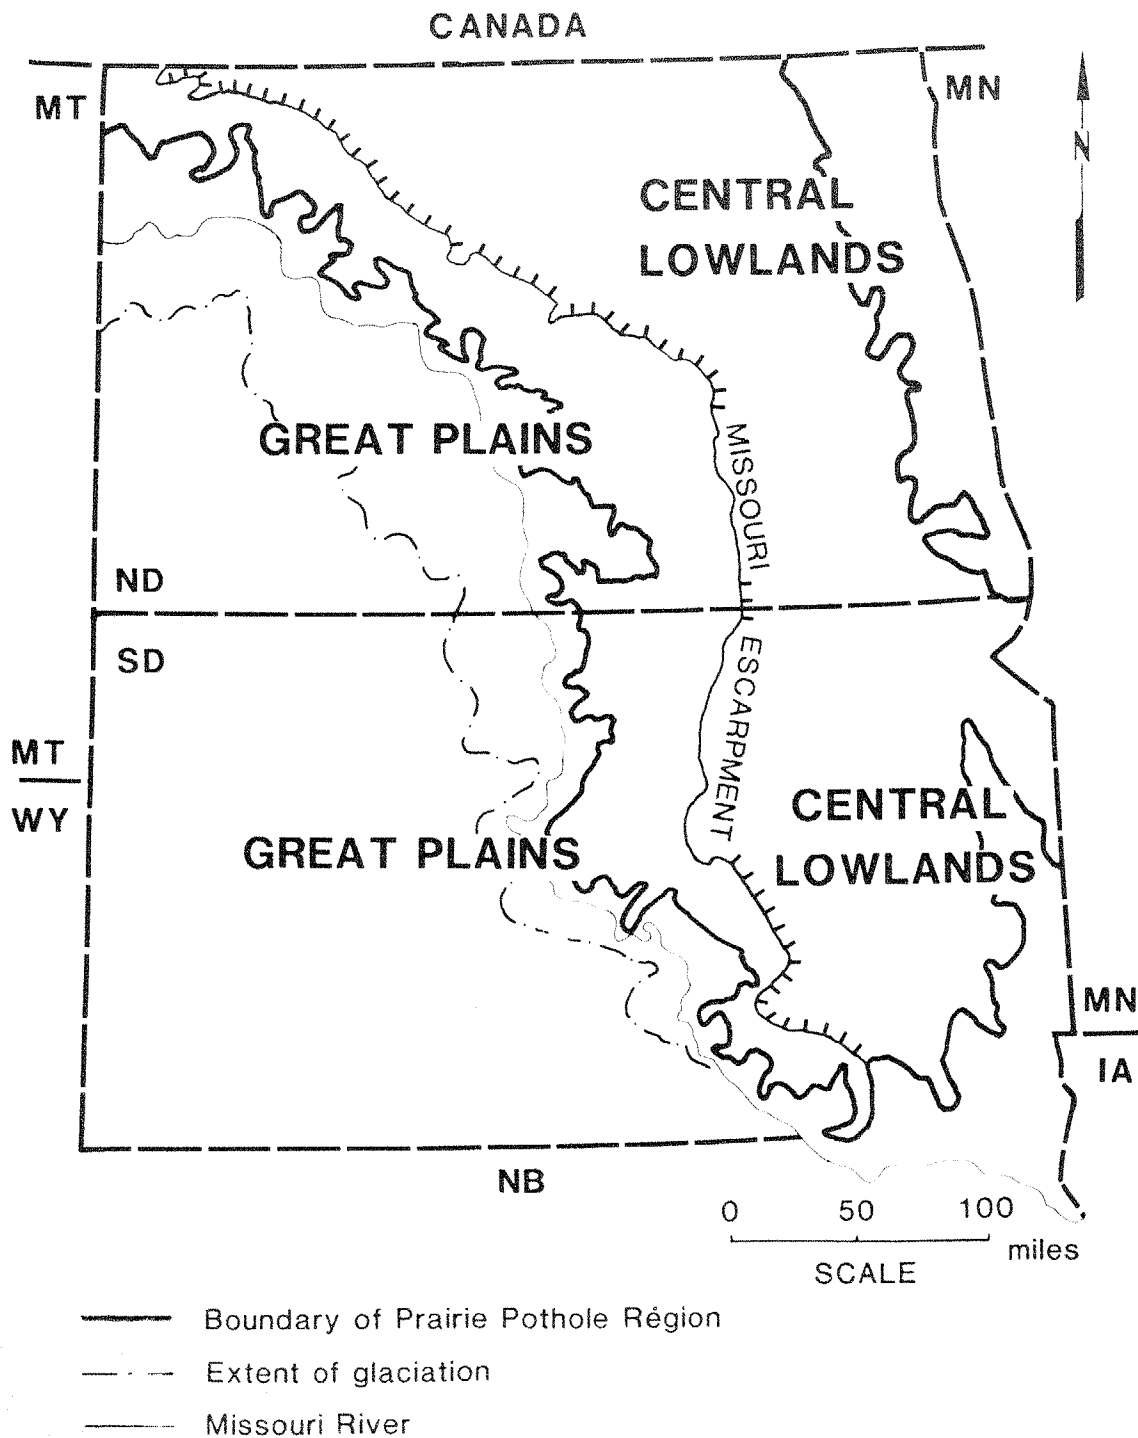 CANADA
MT
MN
N
CENTRAL
LOWLANDS
GREAT PLAINS
MISSOURI
ND
SD
ESCARPMENT
MT
WY
CENTRAL
LOWLANDS
GREAT PLAINS
MN
IA
NB
0 50 100
miles
SCALE
Boundary of Prairie Pothole Région
Extent of glaciation
Missouri River